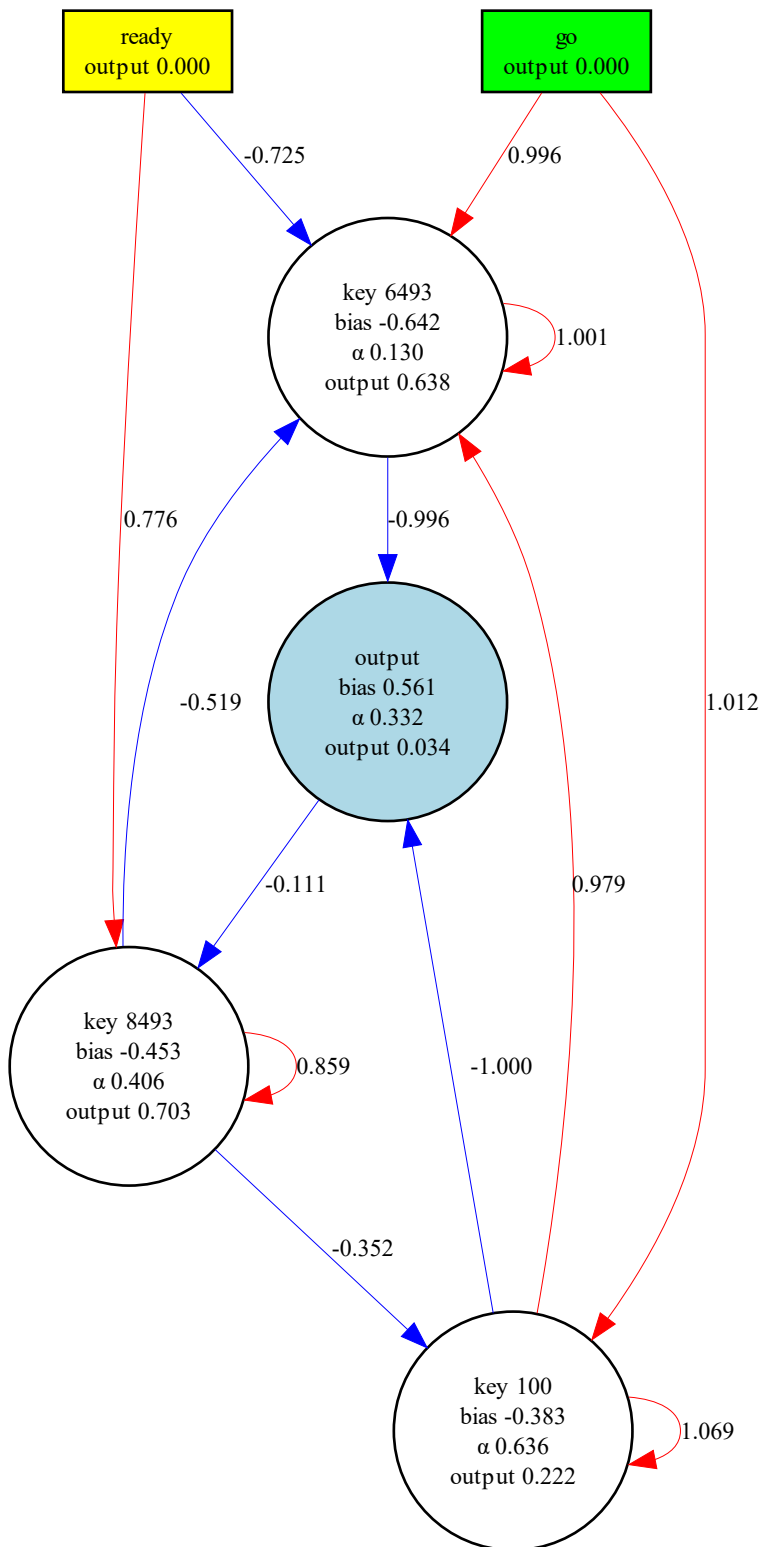 ready
output 0.000
go
output 0.000
-0.725
0.996
key 6493
bias -0.642
α 0.130
output 0.638
1.001
0.776
-0.996
output
bias 0.561
α 0.332
output 0.034
-0.519
1.012
-0.111
0.979
key 8493
bias -0.453
α 0.406
output 0.703
0.859
-1.000
-0.352
key 100
bias -0.383
α 0.636
output 0.222
1.069